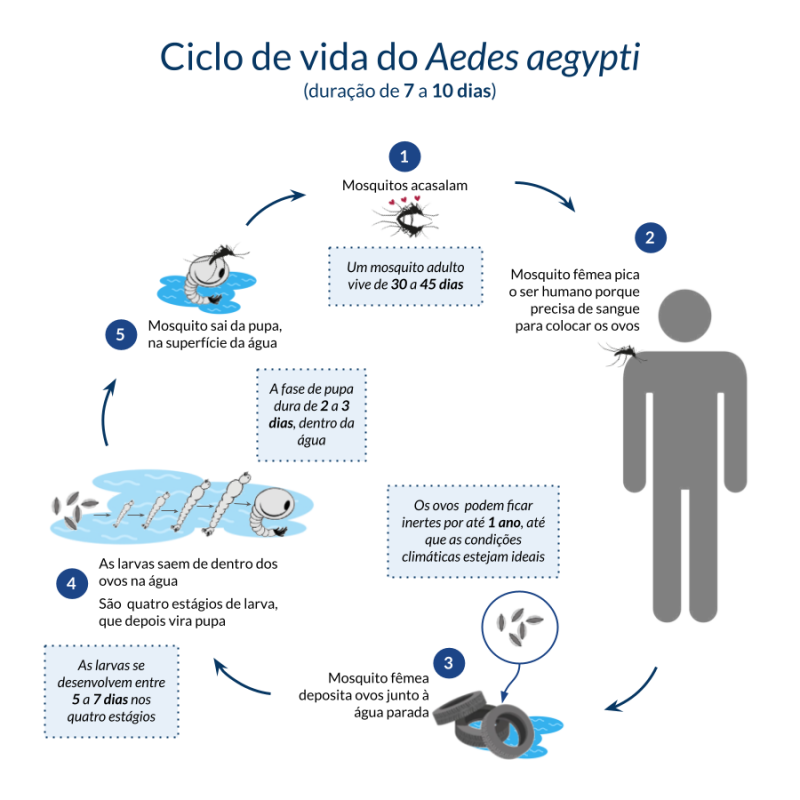 Ciclo de vida do Aedes aegypti
(duração de 7 a 10 dias)
1
Mosquitos acasalam
Um mosquito adulto
vive de 30 a 45 dias
2
Mosquito fêmea pica
o ser humano porque
precisa de sangue
para colocar os ovos
Os ovos podem ficar
inertes por até 1 ano, até
que as condições
climáticas estejam ideais
3
Mosquito fêmea
deposita ovos junto à
água parada
4
As larvas saem de dentro dos
ovos na água
São quatro estágios de larva,
que depois vira pupa
As larvas se
desenvolvem entre
5 a 7 dias nos
quatro estágios
A fase de pupa
dura de 2 a 3
dias, dentro da
água
5
Mosquito sai da pupa,
na superfície da água